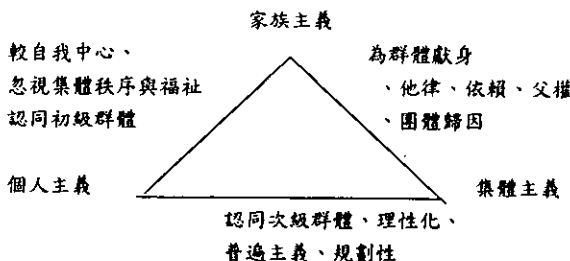 家族主義
較自我中心、
忽視集體秩序與福祉
認同初級群體
為群體獻身
、他律、依賴、父權
、團體歸因
個人主義
集體主義
認同次級群體、理性化、
普遍主義、規劃性